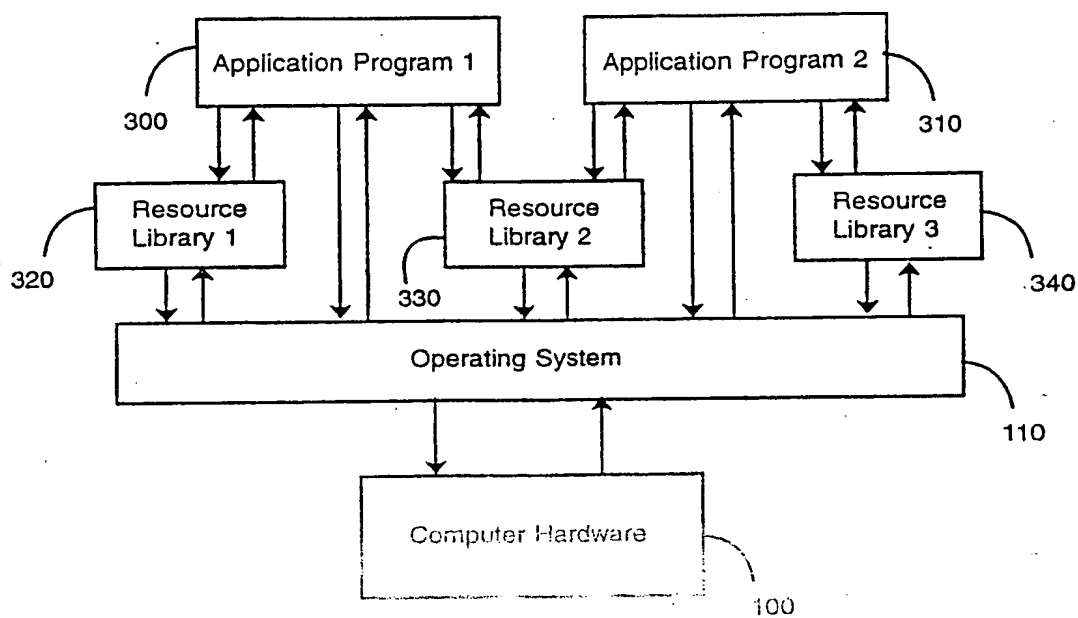 Application Program 1
Application Program 2
300
310
Resource
Library 1
Resource
Library 2
Resource
Library 3
320
330
340
Operating System
110
Computer Hardware
100